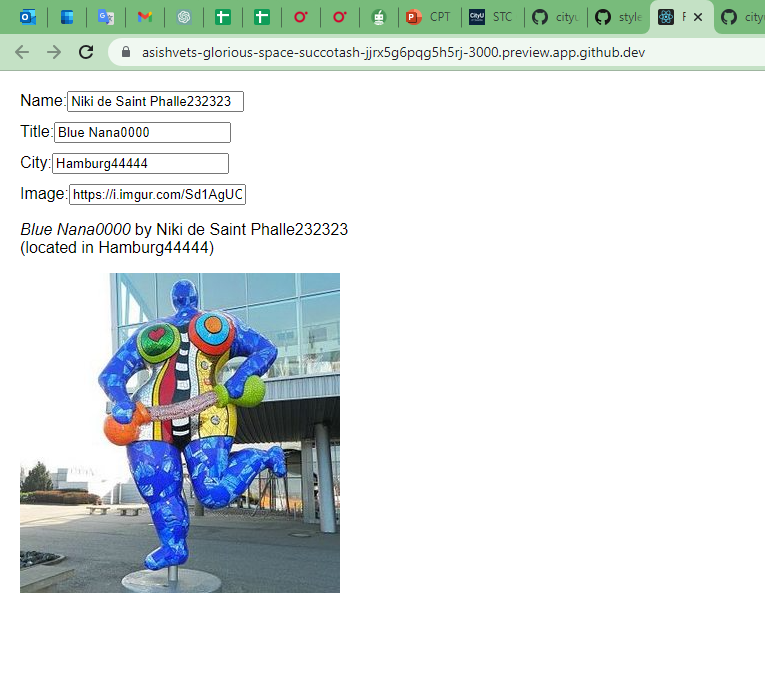 CPT
CityU
STC
cityu
style
F
city
asishvets-glorious-space-succotash-jjrx5g6pqg5h5rj-3000.preview.app.github.dev
Name: Niki de Saint Phalle232323
Title: Blue Nana0000
City: Hamburg44444
Image: https://i.imgur.com/Sd1AgUO
Blue Nana0000 by Niki de Saint Phalle232323
(located in Hamburg44444)